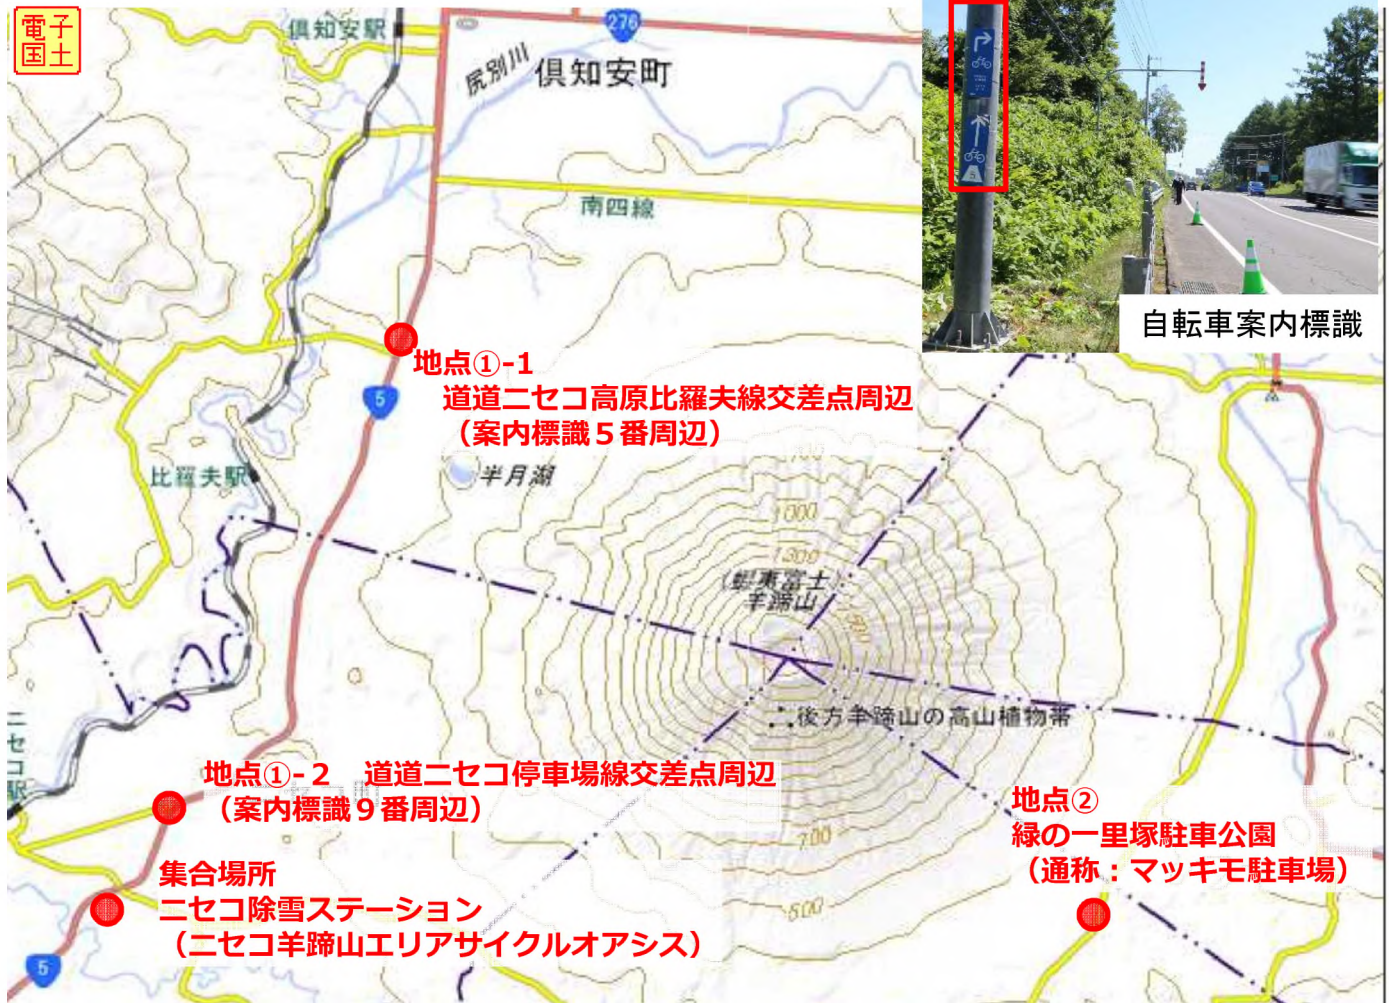 電子
国土
倶知安駅
276
尻別川
倶知安町
南四線
自転車案内標識
地点①-1
道道ニセコ高原比羅夫線交差点周辺
（案内標識５番周辺）
5
比羅夫駅
半月湖
1000
1300
（蝦夷富士）
羊蹄山
1500
後方羊蹄山の高山植物帯
ニセコ駅
地点①-２　道道ニセコ停車場線交差点周辺
（案内標識９番周辺）
700
500
地点②
緑の一里塚駐車公園
（通称：マッキモ駐車場）
集合場所
ニセコ除雪ステーション
（ニセコ羊蹄山エリアサイクルオアシス）
5